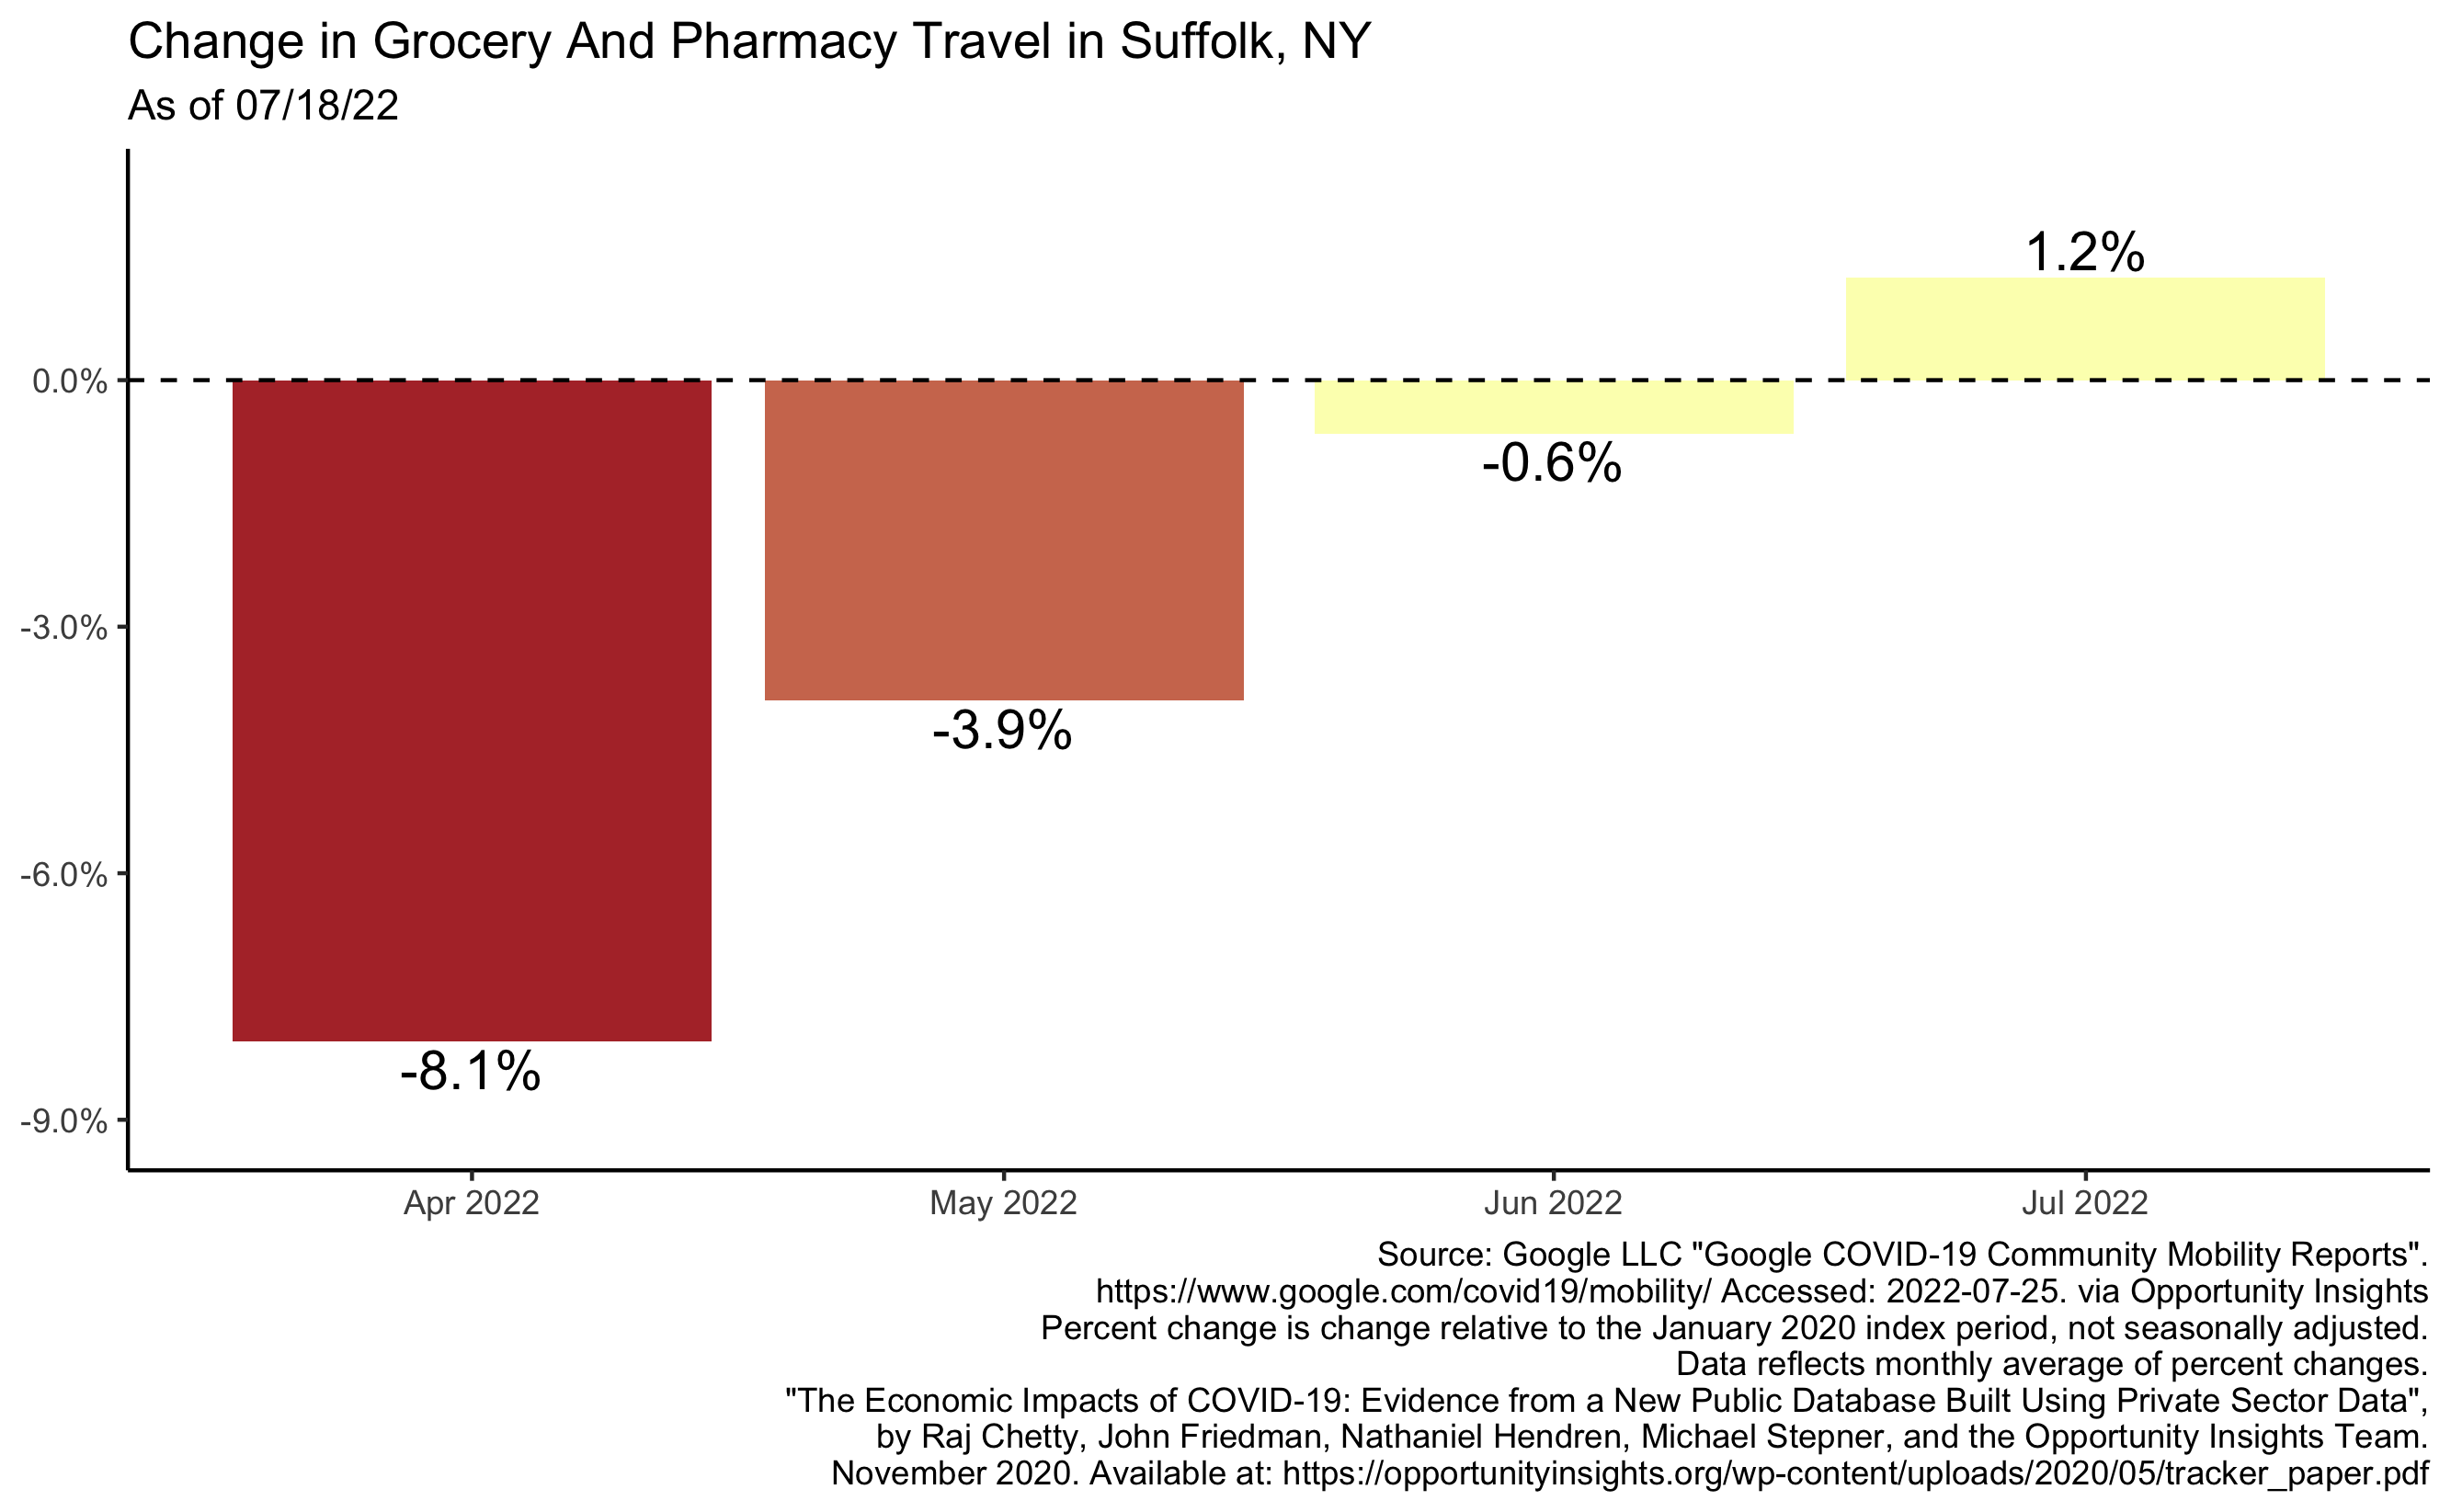 Change in Grocery And Pharmacy Travel in Suffolk, NY
As of 07/18/22
1.2%
0.0%
-0.6%
-3.0%
-3.9%
-6.0%
-8.1%
-9.0%
Apr 2022
May 2022
Jun 2022
Jul 2022
Source: Google LLC "Google COVID-19 Community Mobility Reports".
https://www.google.com/covid19/mobility/ Accessed: 2022-07-25. via Opportunity Insights
Percent change is change relative to the January 2020 index period, not seasonally adjusted.
Data reflects monthly average of percent changes.
"The Economic Impacts of COVID-19: Evidence from a New Public Database Built Using Private Sector Data",
by Raj Chetty, John Friedman, Nathaniel Hendren, Michael Stepner, and the Opportunity Insights Team.
November 2020. Available at: https://opportunityinsights.org/wp-content/uploads/2020/05/tracker_paper.pdf